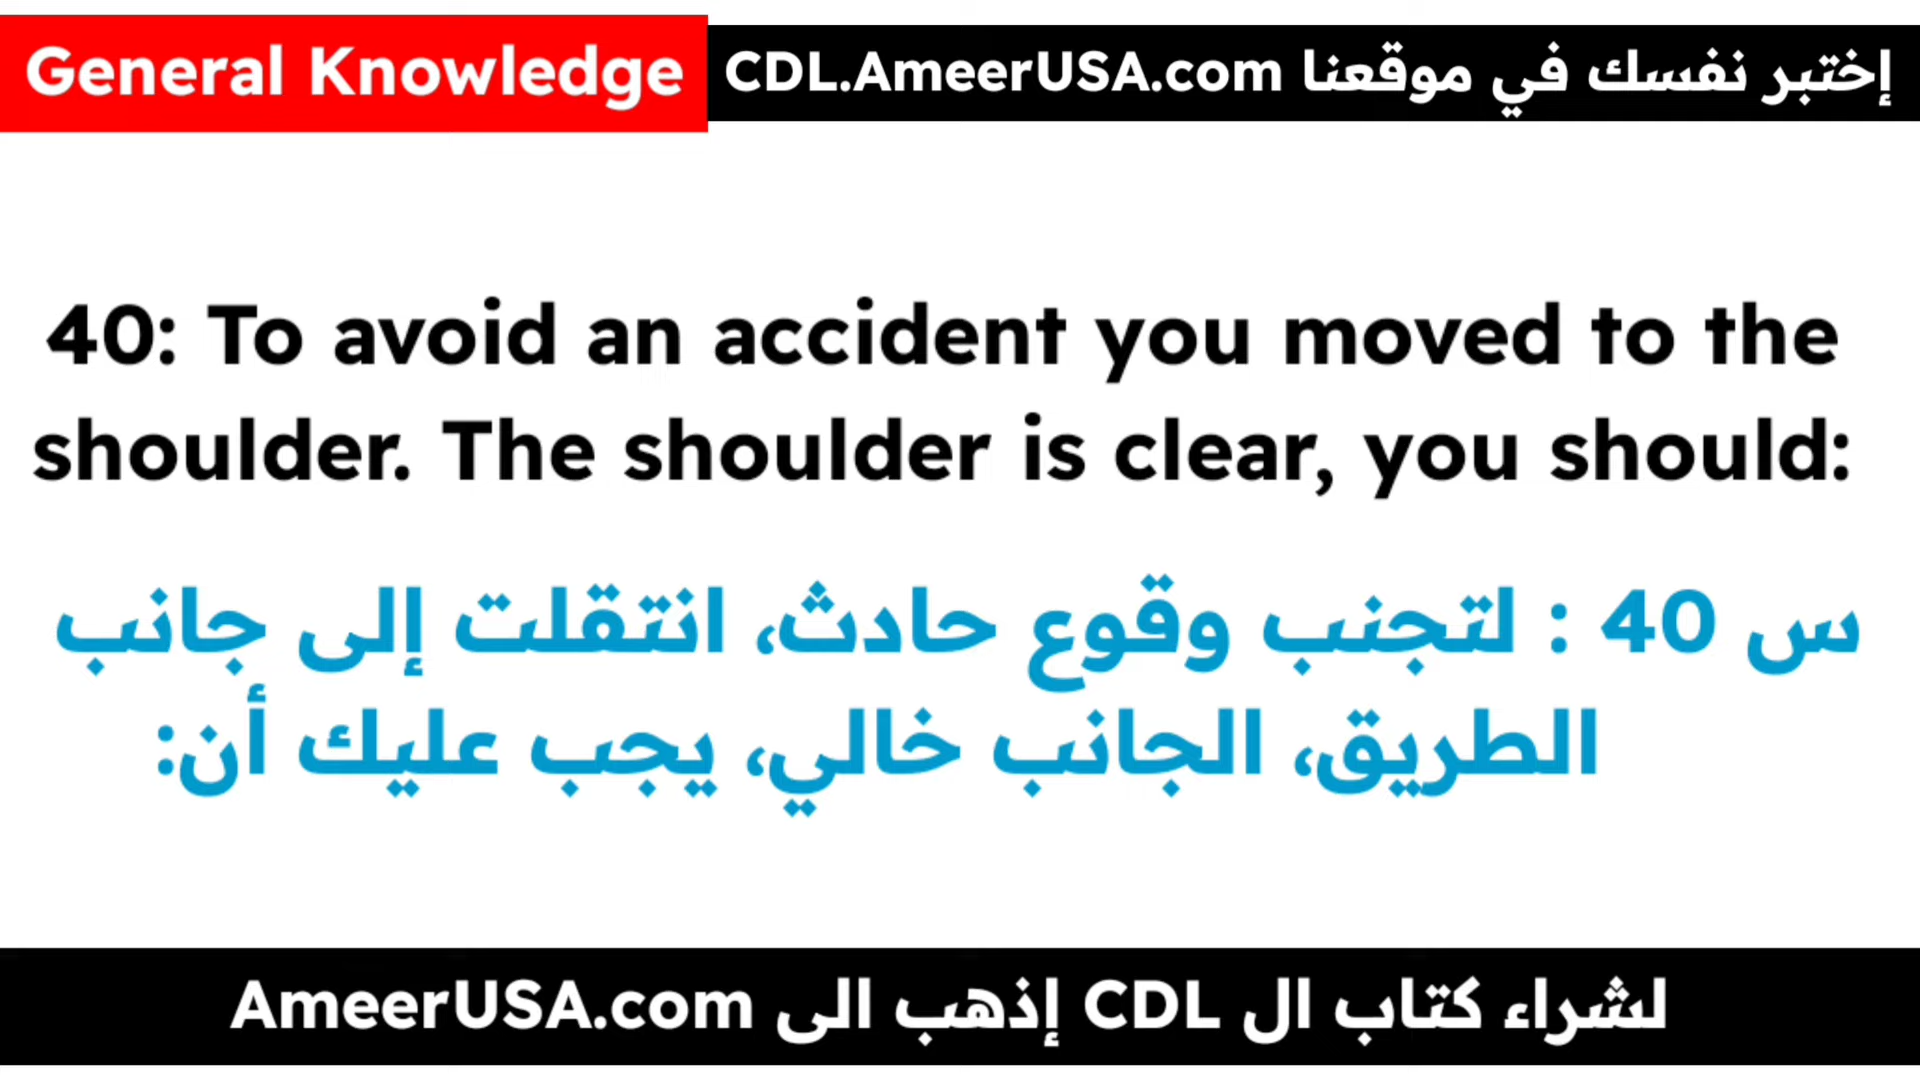 General Knowledge
إختبر نفسك في موقعنا CDL.AmeerUSA.com
40: To avoid an accident you moved to the
shoulder. The shoulder is clear, you should:
س 40 : لتجنب وقوع حادث، انتقلت إلى جانب
الطريق، الجانب خالي، يجب عليك أن:
لشراء كتاب ال CDL إذهب الى AmeerUSA.com